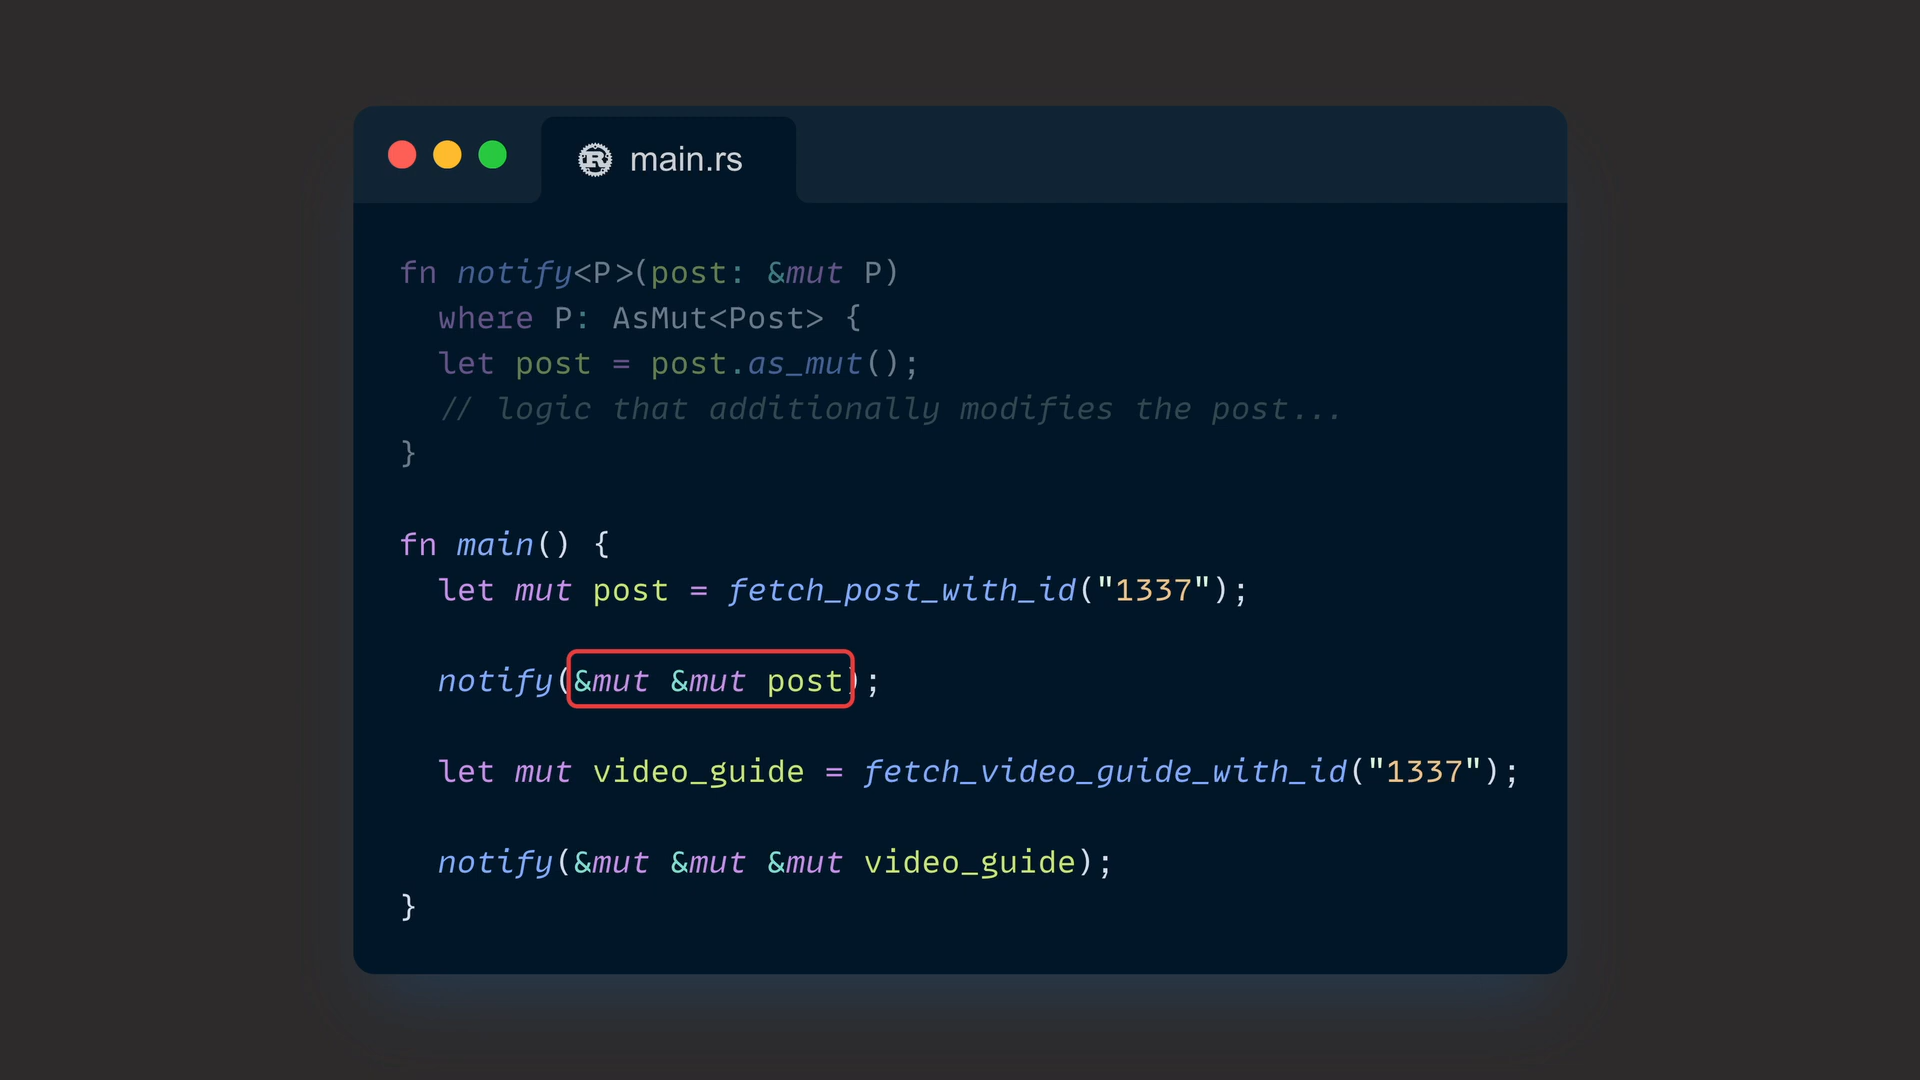 main.rs
fn notify<P>(post: &mut P)
  where P: AsMut<Post> {
  let post = post.as_mut();
  // logic that additionally modifies the post...
}
fn main() {
  let mut post = fetch_post_with_id("1337");
  notify(&mut &mut post);
  let mut video_guide = fetch_video_guide_with_id("1337");
  notify(&mut &mut &mut video_guide);
}